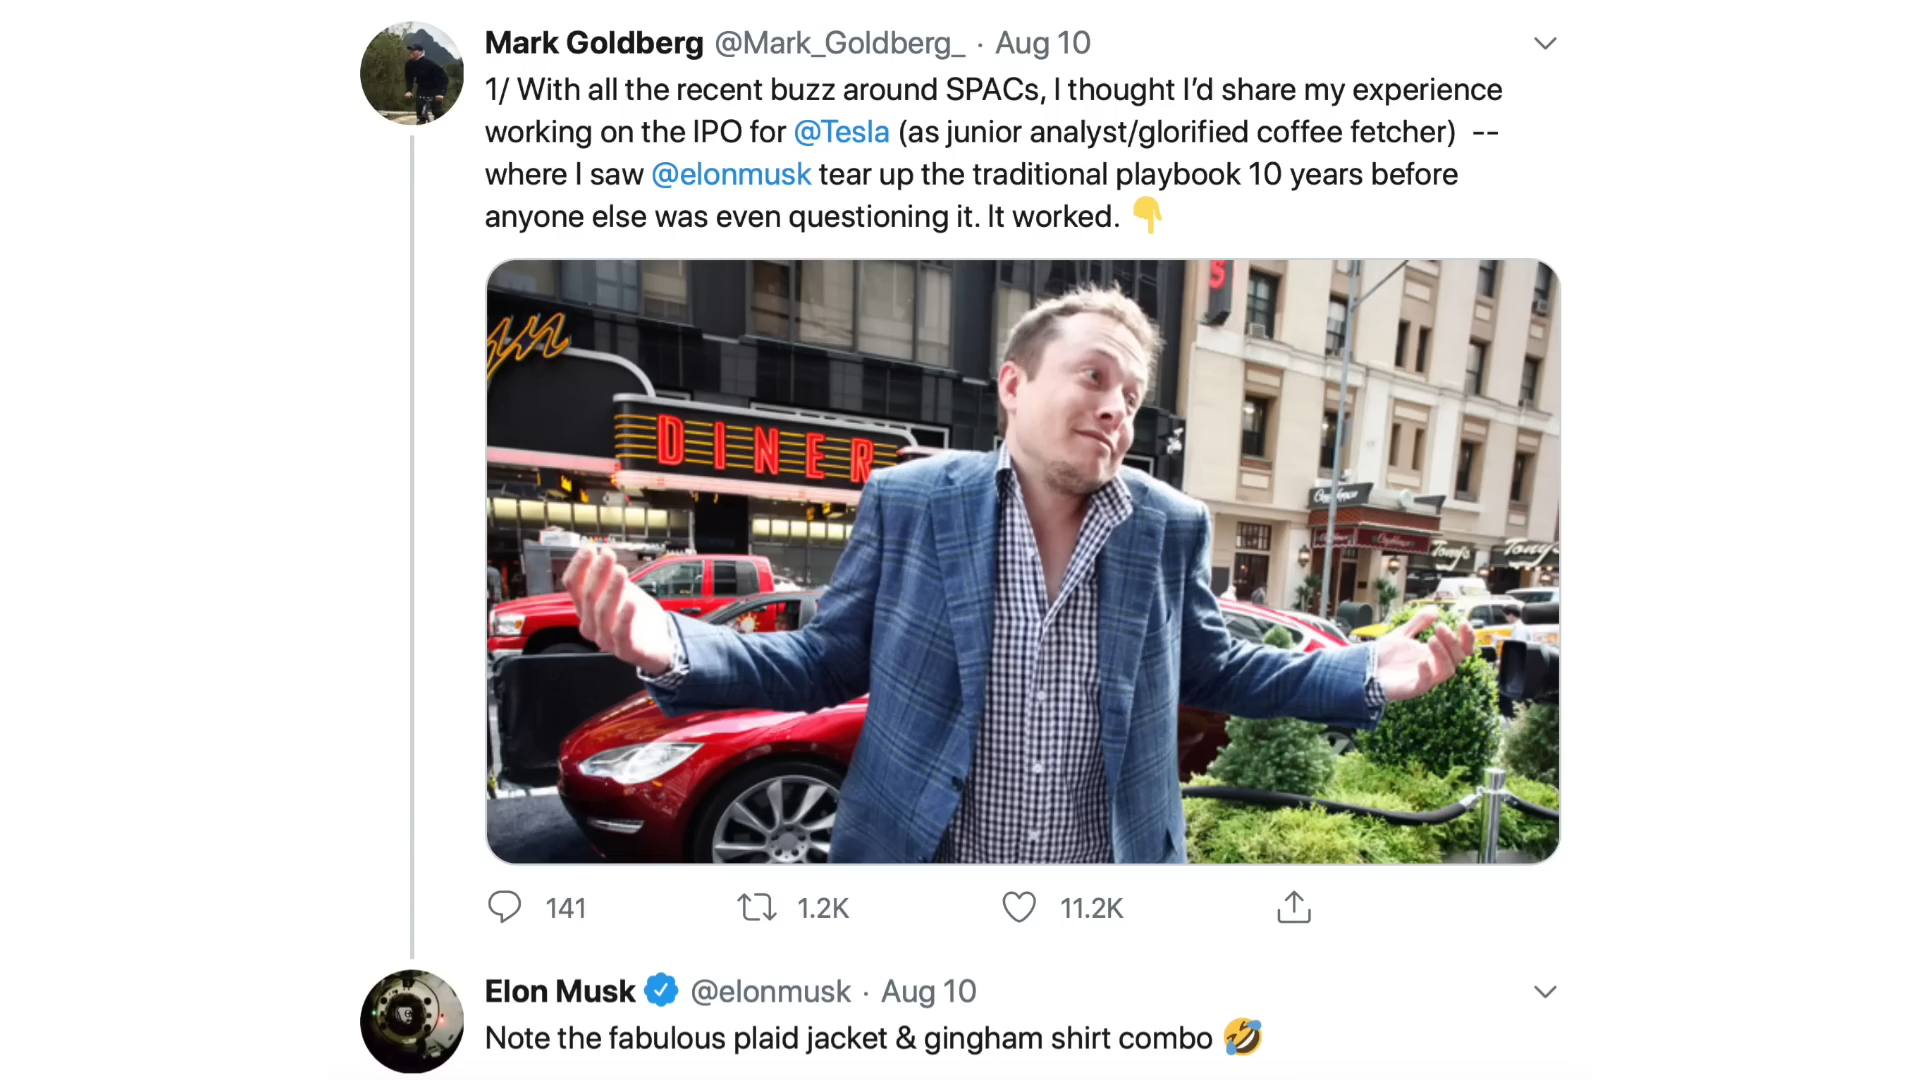 Mark Goldberg @Mark_Goldberg_ · Aug 10
1/ With all the recent buzz around SPACs, I thought I’d share my experience
working on the IPO for @Tesla (as junior analyst/glorified coffee fetcher) --
where I saw @elonmusk tear up the traditional playbook 10 years before
anyone else was even questioning it. It worked. 👇
S
DINER
Tony's
Tony's
141 1.2K 11.2K
Elon Musk @elonmusk · Aug 10
Note the fabulous plaid jacket & gingham shirt combo 🤣